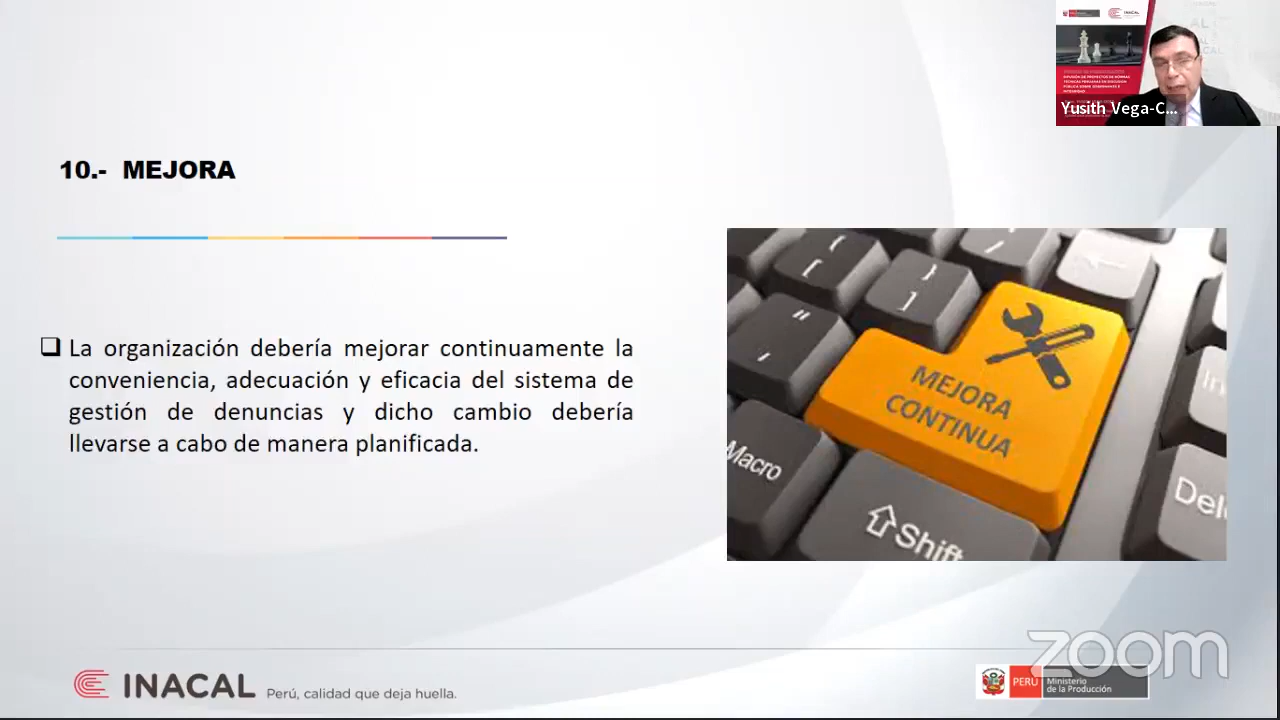 INACAL
Yusith Vega-C...
10.- MEJORA
❑ La organización debería mejorar continuamente la
conveniencia, adecuación y eficacia del sistema de
gestión de denuncias y dicho cambio debería
llevarse a cabo de manera planificada.
MEJORA
CONTINUA
Macro
Shift
Del
zoom
INACAL Perú, calidad que deja huella.
PERÚ Ministerio
de la Producción